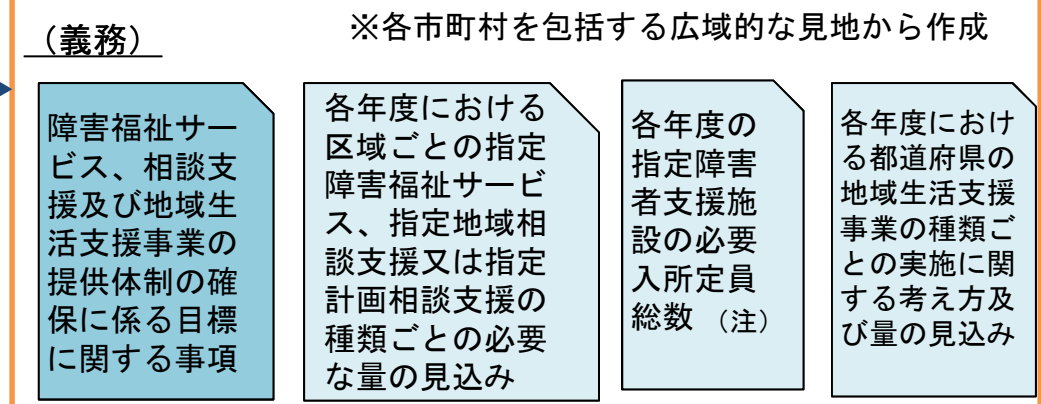 （義務）
※各市町村を包括する広域的な見地から作成
障害福祉サー
ビス、相談支
援及び地域生
活支援事業の
提供体制の確
保に係る目標
に関する事項
各年度における
区域ごとの指定
障害福祉サービ
ス、指定地域相
談支援又は指定
計画相談支援の
種類ごとの必要
な量の見込み
各年度の
指定障害
者支援施
設の必要
入所定員
総数（注）
各年度におけ
る都道府県の
地域生活支援
事業の種類ご
との実施に関
する考え方及
び量の見込み